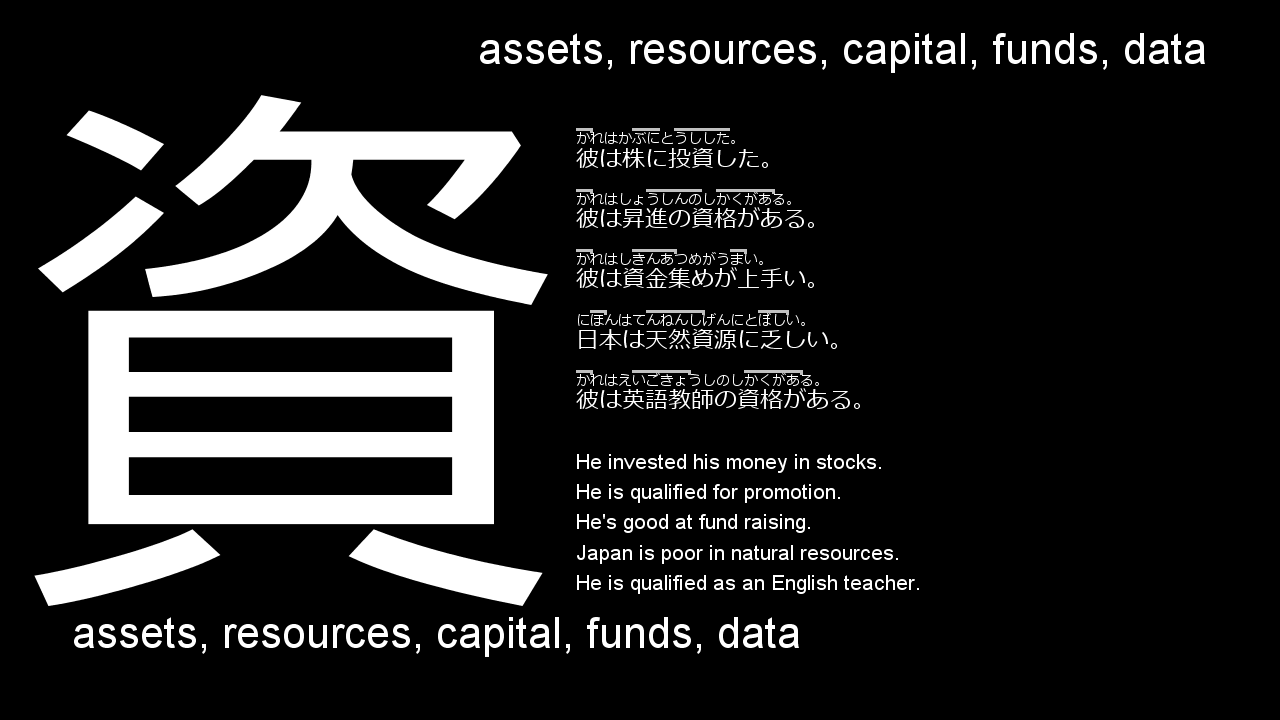 assets, resources, capital, funds, data
資
かれはかぶにとうしした。
彼は株に投資した。
かれはしょうしんのしかくがある。
彼は昇進の資格がある。
かれはしきんあつめがうまい。
彼は資金集めが上手い。
にほんはてんねんしげんにとぼしい。
日本は天然資源に乏しい。
かれはえいごきょうしのしかくがある。
彼は英語教師の資格がある。
He invested his money in stocks.
He is qualified for promotion.
He's good at fund raising.
Japan is poor in natural resources.
He is qualified as an English teacher.
assets, resources, capital, funds, data